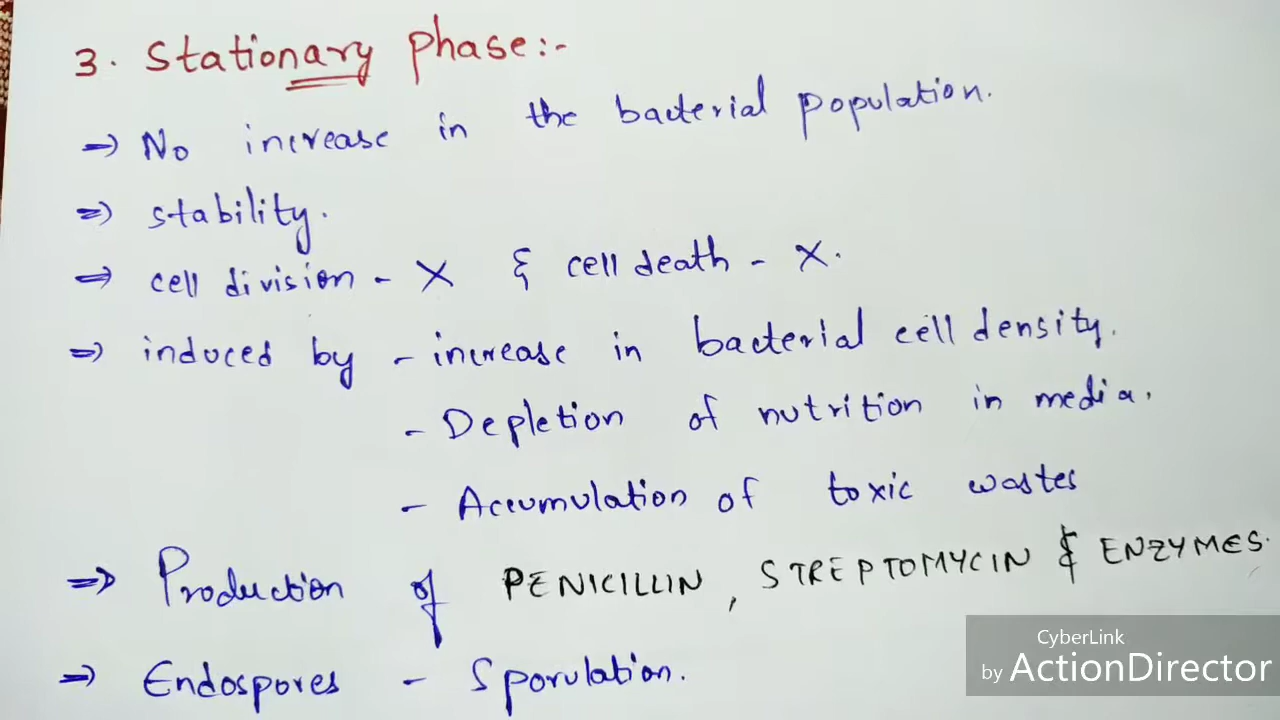 3. Stationary phase:-
⇒ No increase in the bacterial population.
⇒ stability.
⇒ cell division - X & cell death - X.
⇒ induced by - increase in bacterial cell density.
- Depletion of nutrition in media.
- Accumulation of toxic wastes
⇒ Production of PENICILLIN, STREPTOMYCIN & ENZYMES.
⇒ Endospores - Sporulation.
CyberLink
by ActionDirector